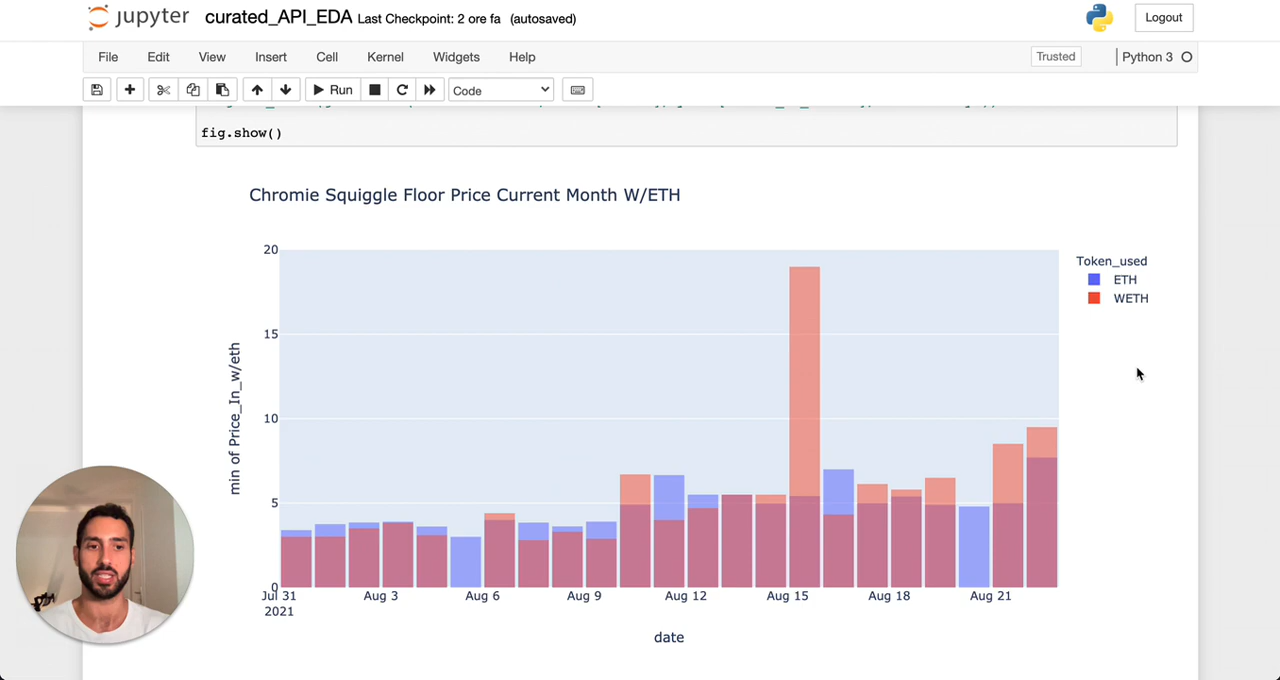 jupyter curated_API_EDA Last Checkpoint: 2 ore fa (autosaved)
Logout
File Edit View Insert Cell Kernel Widgets Help
Trusted
Python 3
Run
Code
fig.show()
Chromie Squiggle Floor Price Current Month W/ETH
Token_used
ETH
WETH
min of Price_In_w/eth
20
15
10
5
0
Jul 31 Aug 3 Aug 6 Aug 9 Aug 12 Aug 15 Aug 18 Aug 21
2021
date